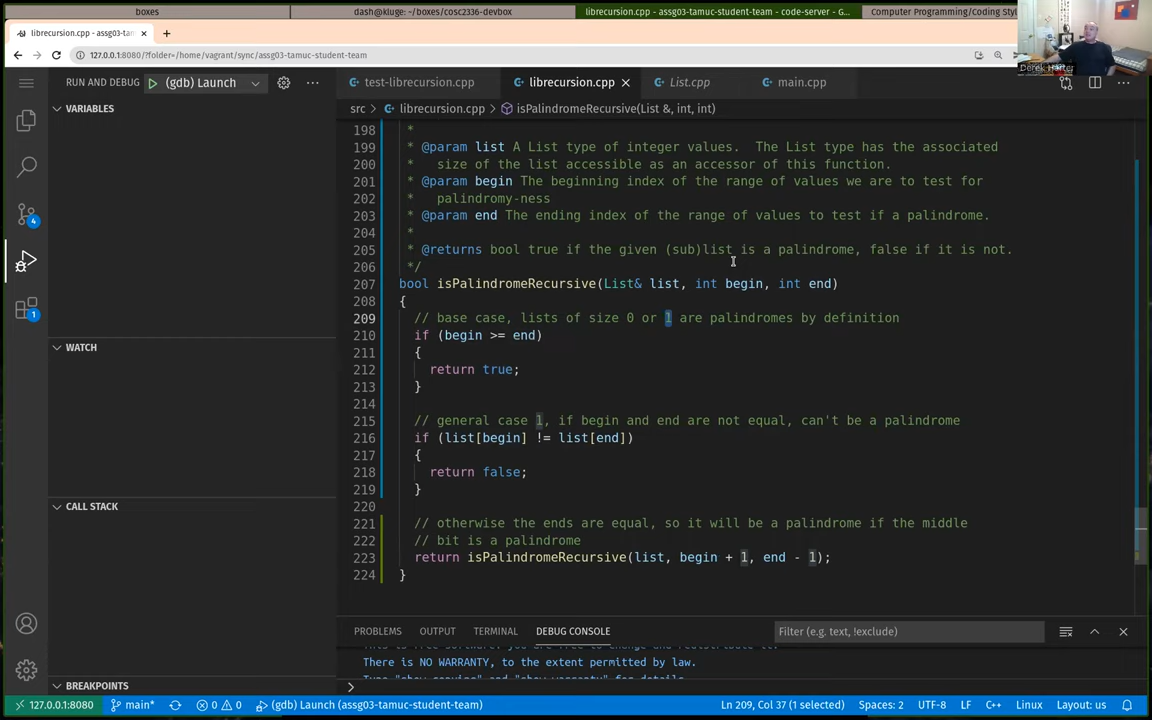 boxes
dash@kluge: ~/boxes/cosc2336-devbox
librecursion.cpp - assg03-tamuc-student-team - code-server - G...
Computer Programming/Coding Styl
librecursion.cpp - assg03-tamuc
127.0.0.1:8080/?folder=/home/vagrant/sync/assg03-tamuc-student-team
Derek Harter
RUN AND DEBUG
(gdb) Launch
test-librecursion.cpp
librecursion.cpp
List.cpp
main.cpp
src > librecursion.cpp > isPalindromeRecursive(List &, int, int)
VARIABLES
WATCH
CALL STACK
BREAKPOINTS
4
1
198 *
199 * @param list A List type of integer values.  The List type has the associated
200 *   size of the list accessible as an accessor of this function.
201 * @param begin The beginning index of the range of values we are to test for
202 *   palindromy-ness
203 * @param end The ending index of the range of values to test if a palindrome.
204 *
205 * @returns bool true if the given (sub)list is a palindrome, false if it is not.
206 */
207 bool isPalindromeRecursive(List& list, int begin, int end)
208 {
209 // base case, lists of size 0 or 1 are palindromes by definition
210 if (begin >= end)
211 {
212 return true;
213 }
214
215 // general case 1, if begin and end are not equal, can't be a palindrome
216 if (list[begin] != list[end])
217 {
218 return false;
219 }
220
221 // otherwise the ends are equal, so it will be a palindrome if the middle
222 // bit is a palindrome
223 return isPalindromeRecursive(list, begin + 1, end - 1);
224 }
PROBLEMS
OUTPUT
TERMINAL
DEBUG CONSOLE
Filter (e.g. text, !exclude)
There is NO WARRANTY, to the extent permitted by law.
127.0.0.1:8080
main*
0
0
(gdb) Launch (assg03-tamuc-student-team)
Ln 209, Col 37 (1 selected)
Spaces: 2
UTF-8
LF
C++
Linux
Layout: us